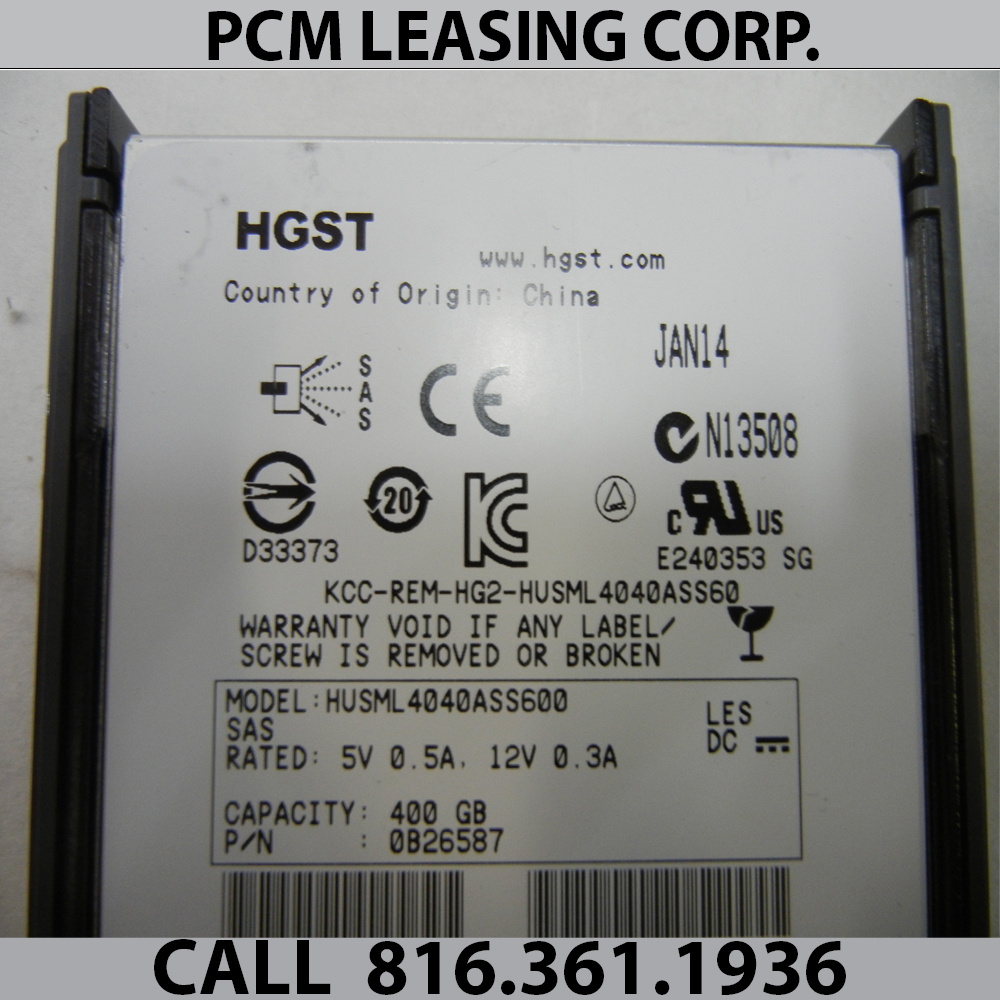 PCM LEASING CORP.
HGST
www.hgst.com
Country of Origin: China
JAN14
SAS
CE
N13508
20
D33373
c RU US
E240353 SG
KCC-REM-HG2-HUSML4040ASS60
WARRANTY VOID IF ANY LABEL/
SCREW IS REMOVED OR BROKEN
MODEL:HUSML4040ASS600
SAS
LES
DC
RATED: 5V 0.5A, 12V 0.3A
CAPACITY: 400 GB
P/N : 0B26587
CALL 816.361.1936